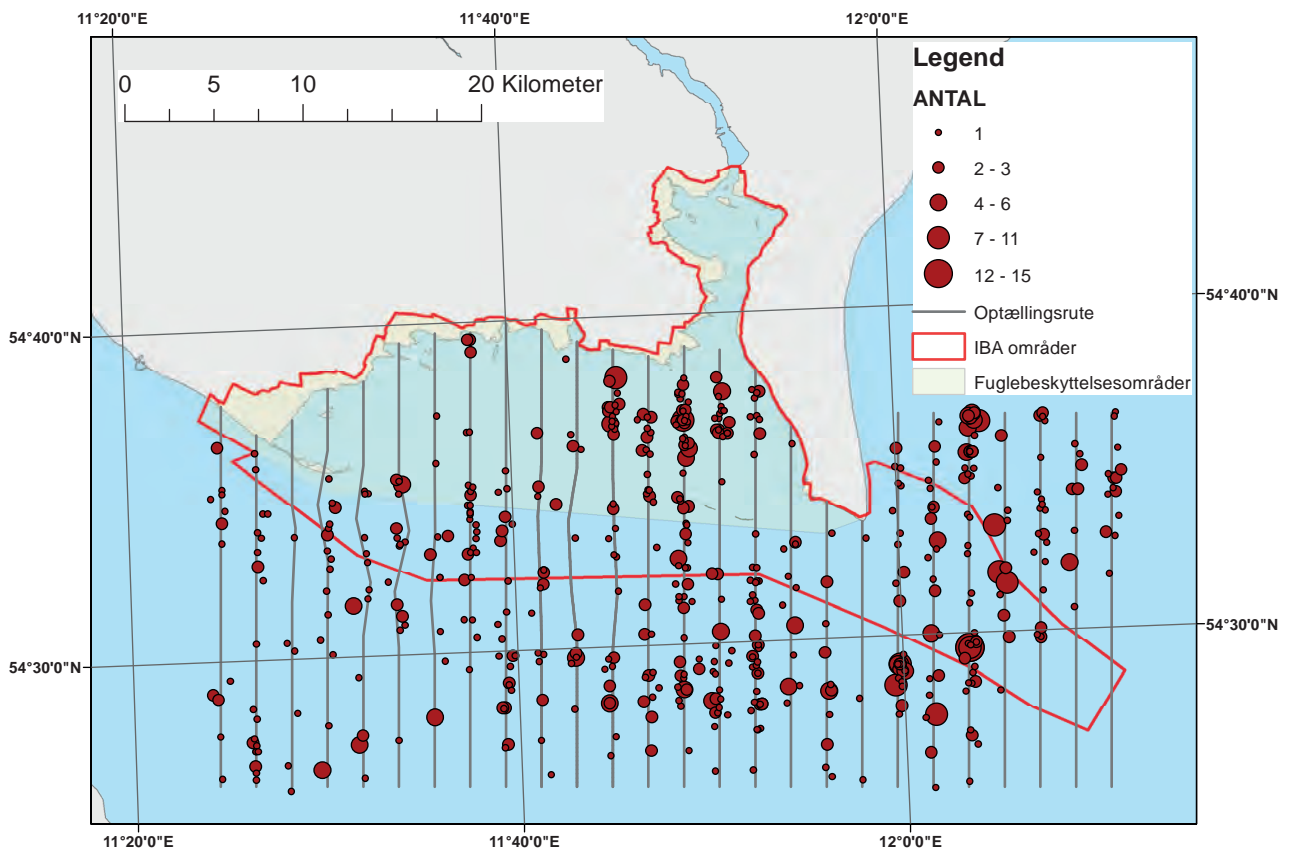 11°20'0"E 11°40'0"E 12°0'0"E
0 5 10 20 Kilometer
Legend
ANTAL
1
2 - 3
4 - 6
7 - 11
12 - 15
Optællingsrute
IBA områder
Fuglebeskyttelsesområder
54°40'0"N 54°40'0"N
54°30'0"N 54°30'0"N
11°20'0"E 11°40'0"E 12°0'0"E